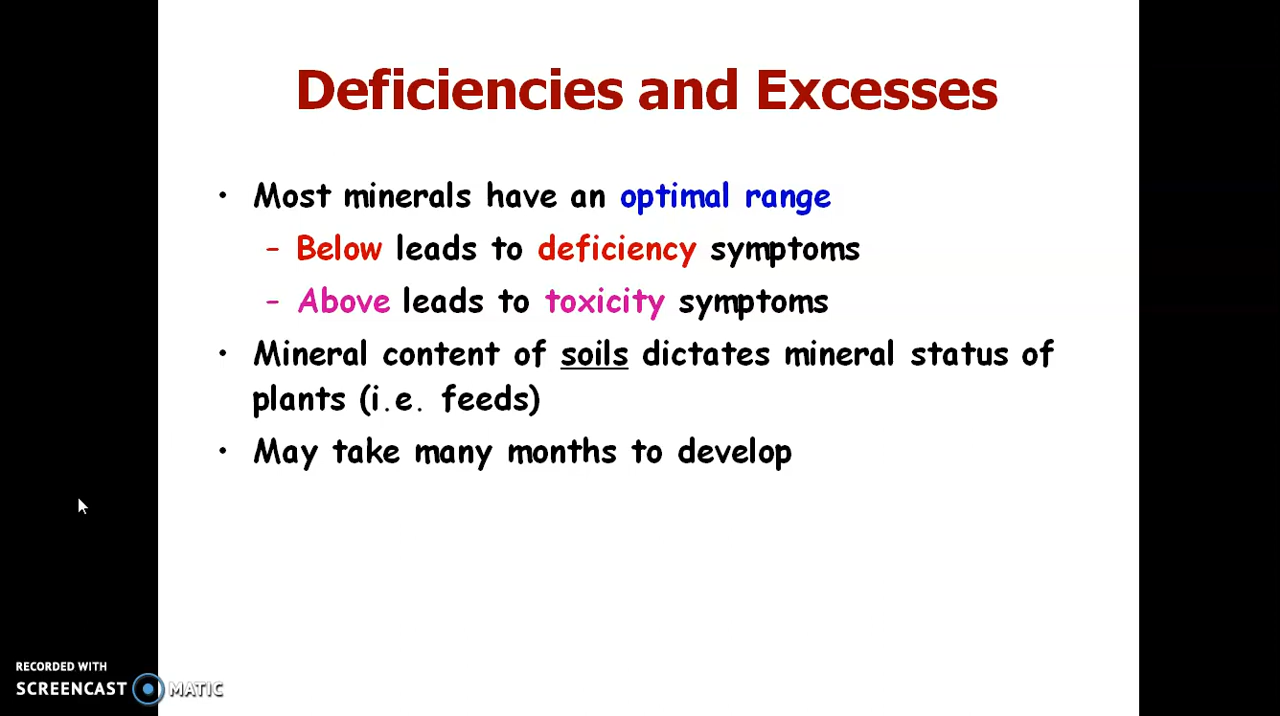 Deficiencies and Excesses
• Most minerals have an optimal range
– Below leads to deficiency symptoms
– Above leads to toxicity symptoms
• Mineral content of soils dictates mineral status of
plants (i.e. feeds)
• May take many months to develop
RECORDED WITH
SCREENCAST MATIC